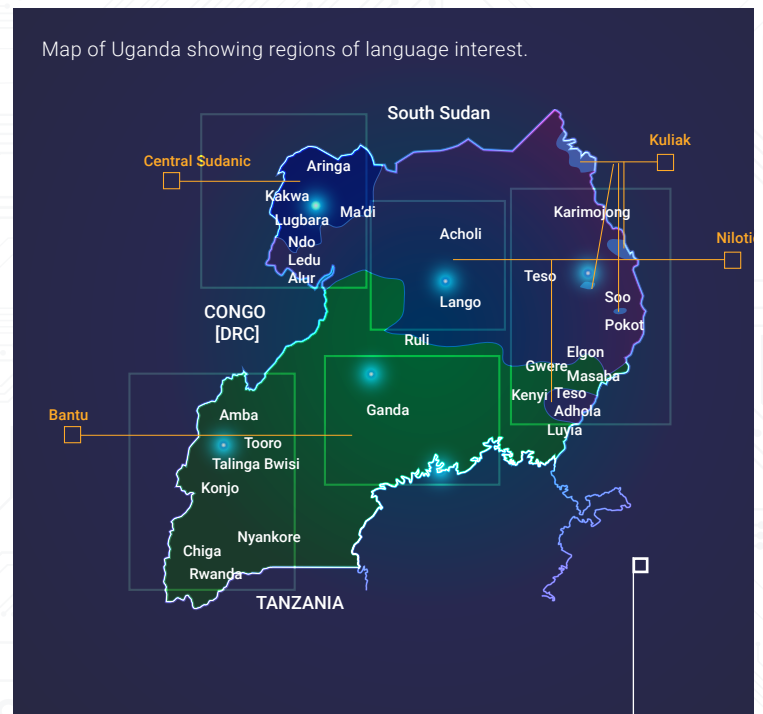 Map of Uganda showing regions of language interest.
South Sudan
Kuliak
Central Sudanic
Aringa
Kakwa
Ma'di
Karimojong
Lugbara
Acholi
Nilotic
Ndo
Ledu
Teso
Alur
Lango
Soo
CONGO
[DRC]
Pokot
Ruli
Elgon
Gwere
Masaba
Kenyi
Teso
Ganda
Adhola
Bantu
Amba
Luyia
Tooro
Talinga Bwisi
Konjo
Nyankore
Chiga
Rwanda
TANZANIA